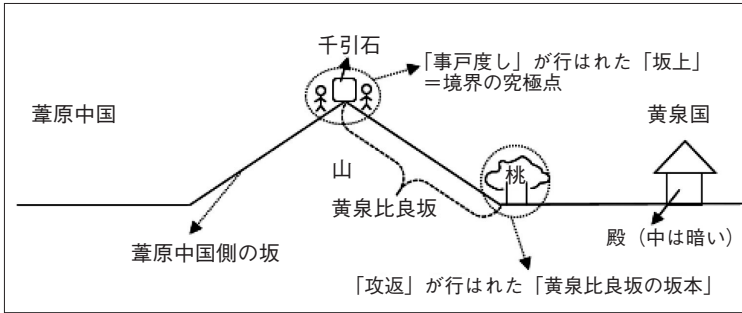 千引石
「事戸度し」が行はれた「坂上」
＝境界の究極点
葦原中国
黄泉国
山
桃
黄泉比良坂
葦原中国側の坂
殿（中は暗い）
「攻返」が行はれた「黄泉比良坂の坂本」